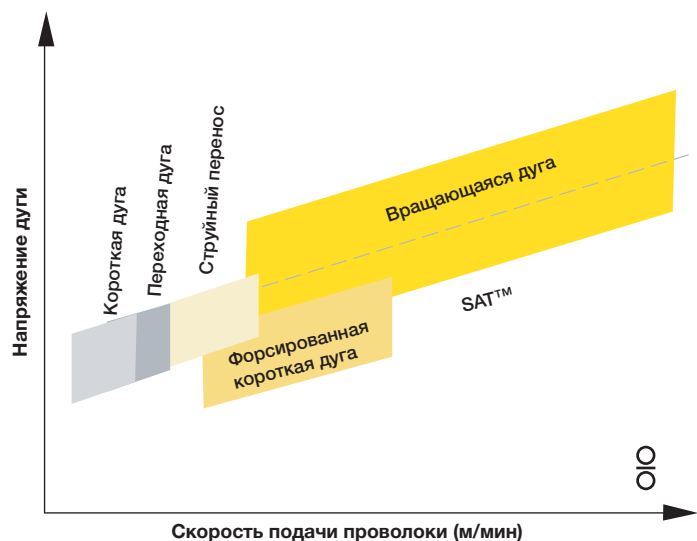 Напряжение дуги
Короткая дуга
Переходная дуга
Струйный перенос
Вращающаяся дуга
SAT™
Форсированная
короткая дуга
Скорость подачи проволоки (м/мин)